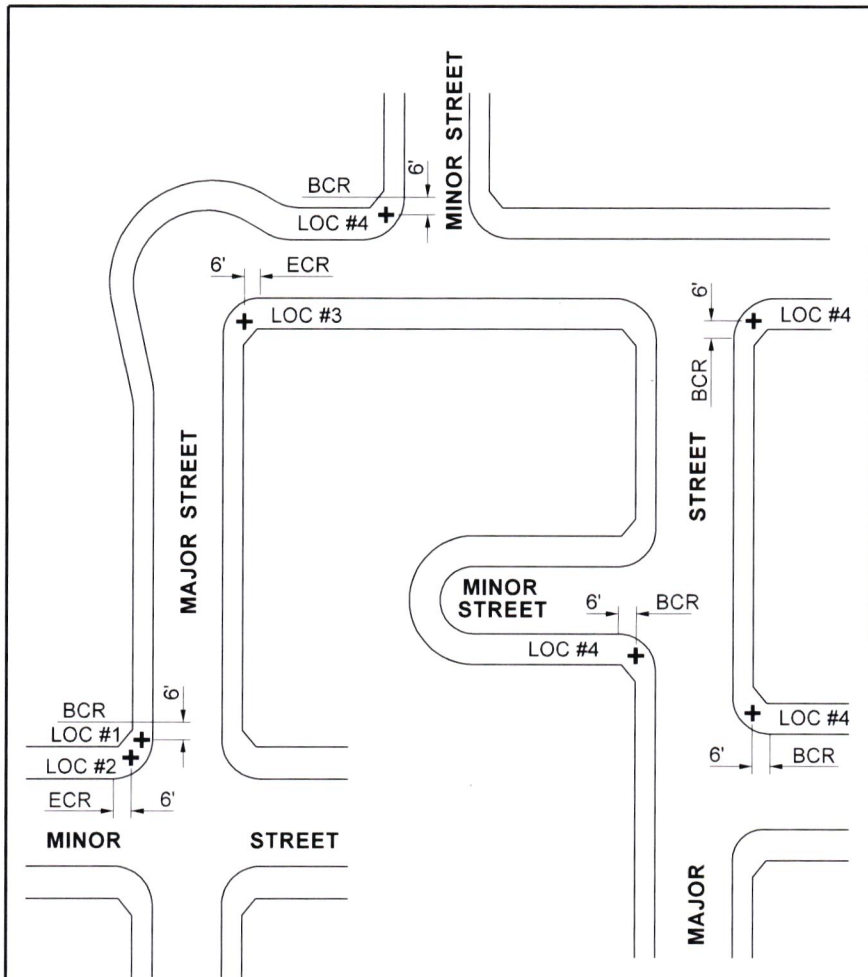 MINOR STREET
6'
BCR
LOC #4
6'
ECR
LOC #3
6'
LOC #4
BCR
MAJOR STREET
STREET
MINOR
STREET
6'
BCR
LOC #4
6'
BCR
LOC #1
LOC #2
ECR
6'
LOC #4
6'
BCR
MINOR
STREET
MAJOR